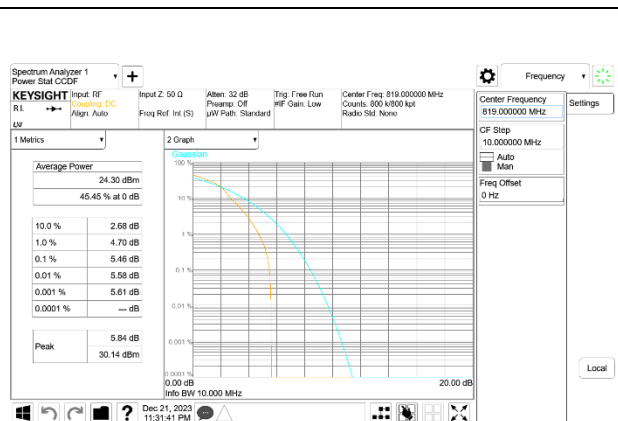 Spectrum Analyzer 1
Power Stat CCDF
Frequency
KEYSIGHT
Input: RF
Coupling: DC
Align: Auto
Input Z: 50 Ω
Freq Ref: Int (S)
Atten: 32 dB
Preamp: Off
µW Path: Standard
Trig: Free Run
#IF Gain: Low
Center Freq: 819.000000 MHz
Counts: 800 k/800 kpt
Radio Std: None
R L
Center Frequency
819.000000 MHz
Settings
CF Step
10.000000 MHz
Auto
Man
Freq Offset
0 Hz
1 Metrics
2 Graph
Average Power
24.30 dBm
45.45 % at 0 dB
10.0 % 2.68 dB
1.0 % 4.70 dB
0.1 % 5.46 dB
0.01 % 5.58 dB
0.001 % 5.61 dB
0.0001 % --- dB
Peak
5.84 dB
30.14 dBm
Gaussian
100 %
10 %
1 %
0.1 %
0.01 %
0.001 %
0.0001 %
0.00 dB 20.00 dB
Info BW 10.000 MHz
Local
?
Dec 21, 2023
11:31:41 PM